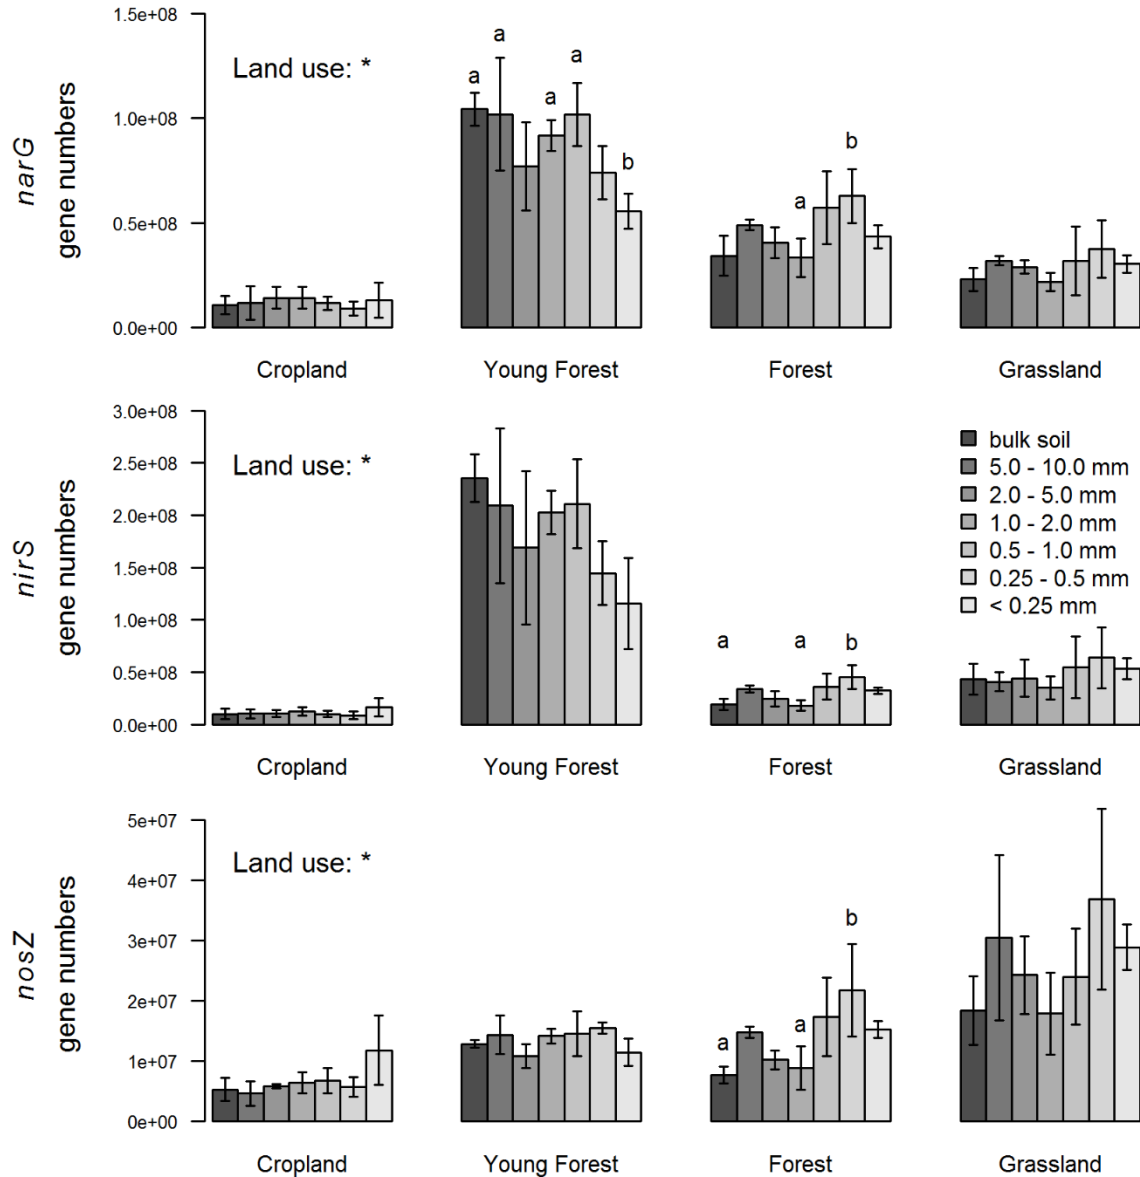 narG
gene numbers
1.5e+08
1.0e+08
0.5e+08
0.0e+00
Land use: *
a
a
a
a
b
a
b
Cropland
Young Forest
Forest
Grassland
nirS
gene numbers
3.0e+08
2.5e+08
2.0e+08
1.5e+08
1.0e+08
0.5e+08
0.0e+00
Land use: *
bulk soil
5.0 - 10.0 mm
2.0 - 5.0 mm
1.0 - 2.0 mm
0.5 - 1.0 mm
0.25 - 0.5 mm
< 0.25 mm
a
a
b
Cropland
Young Forest
Forest
Grassland
nosZ
gene numbers
5e+07
4e+07
3e+07
2e+07
1e+07
0e+00
Land use: *
a
a
b
Cropland
Young Forest
Forest
Grassland